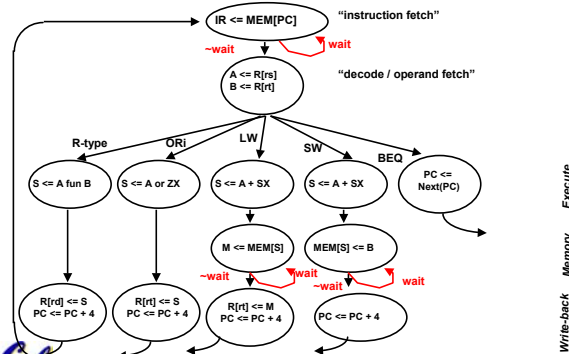 IR <= MEM[PC]
“instruction fetch”
~wait
wait
A <= R[rs]
B <= R[rt]
“decode / operand fetch”
R-type
ORi
LW
SW
BEQ
S <= A fun B
S <= A or ZX
S <= A + SX
S <= A + SX
PC <=
Next(PC)
Execute
M <= MEM[S]
MEM[S] <= B
Memory
~wait
wait
~wait
wait
R[rd] <= S
PC <= PC + 4
R[rt] <= S
PC <= PC + 4
R[rt] <= M
PC <= PC + 4
PC <= PC + 4
Write-back